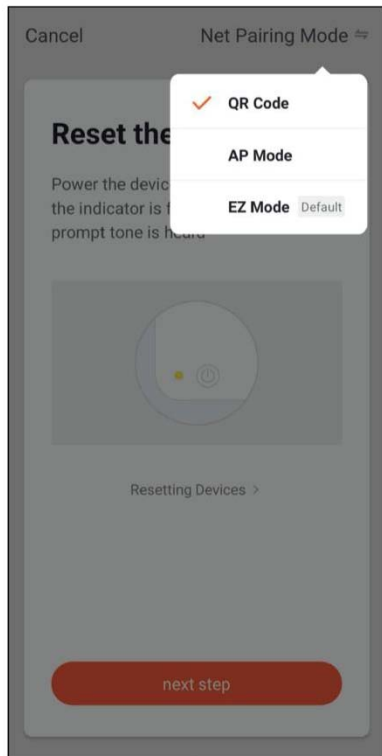 Cancel
Net Pairing Mode ⇋
QR Code
AP Mode
EZ Mode Default
Reset the
Power the devic
the indicator is f
prompt tone is heard
Resetting Devices >
next step